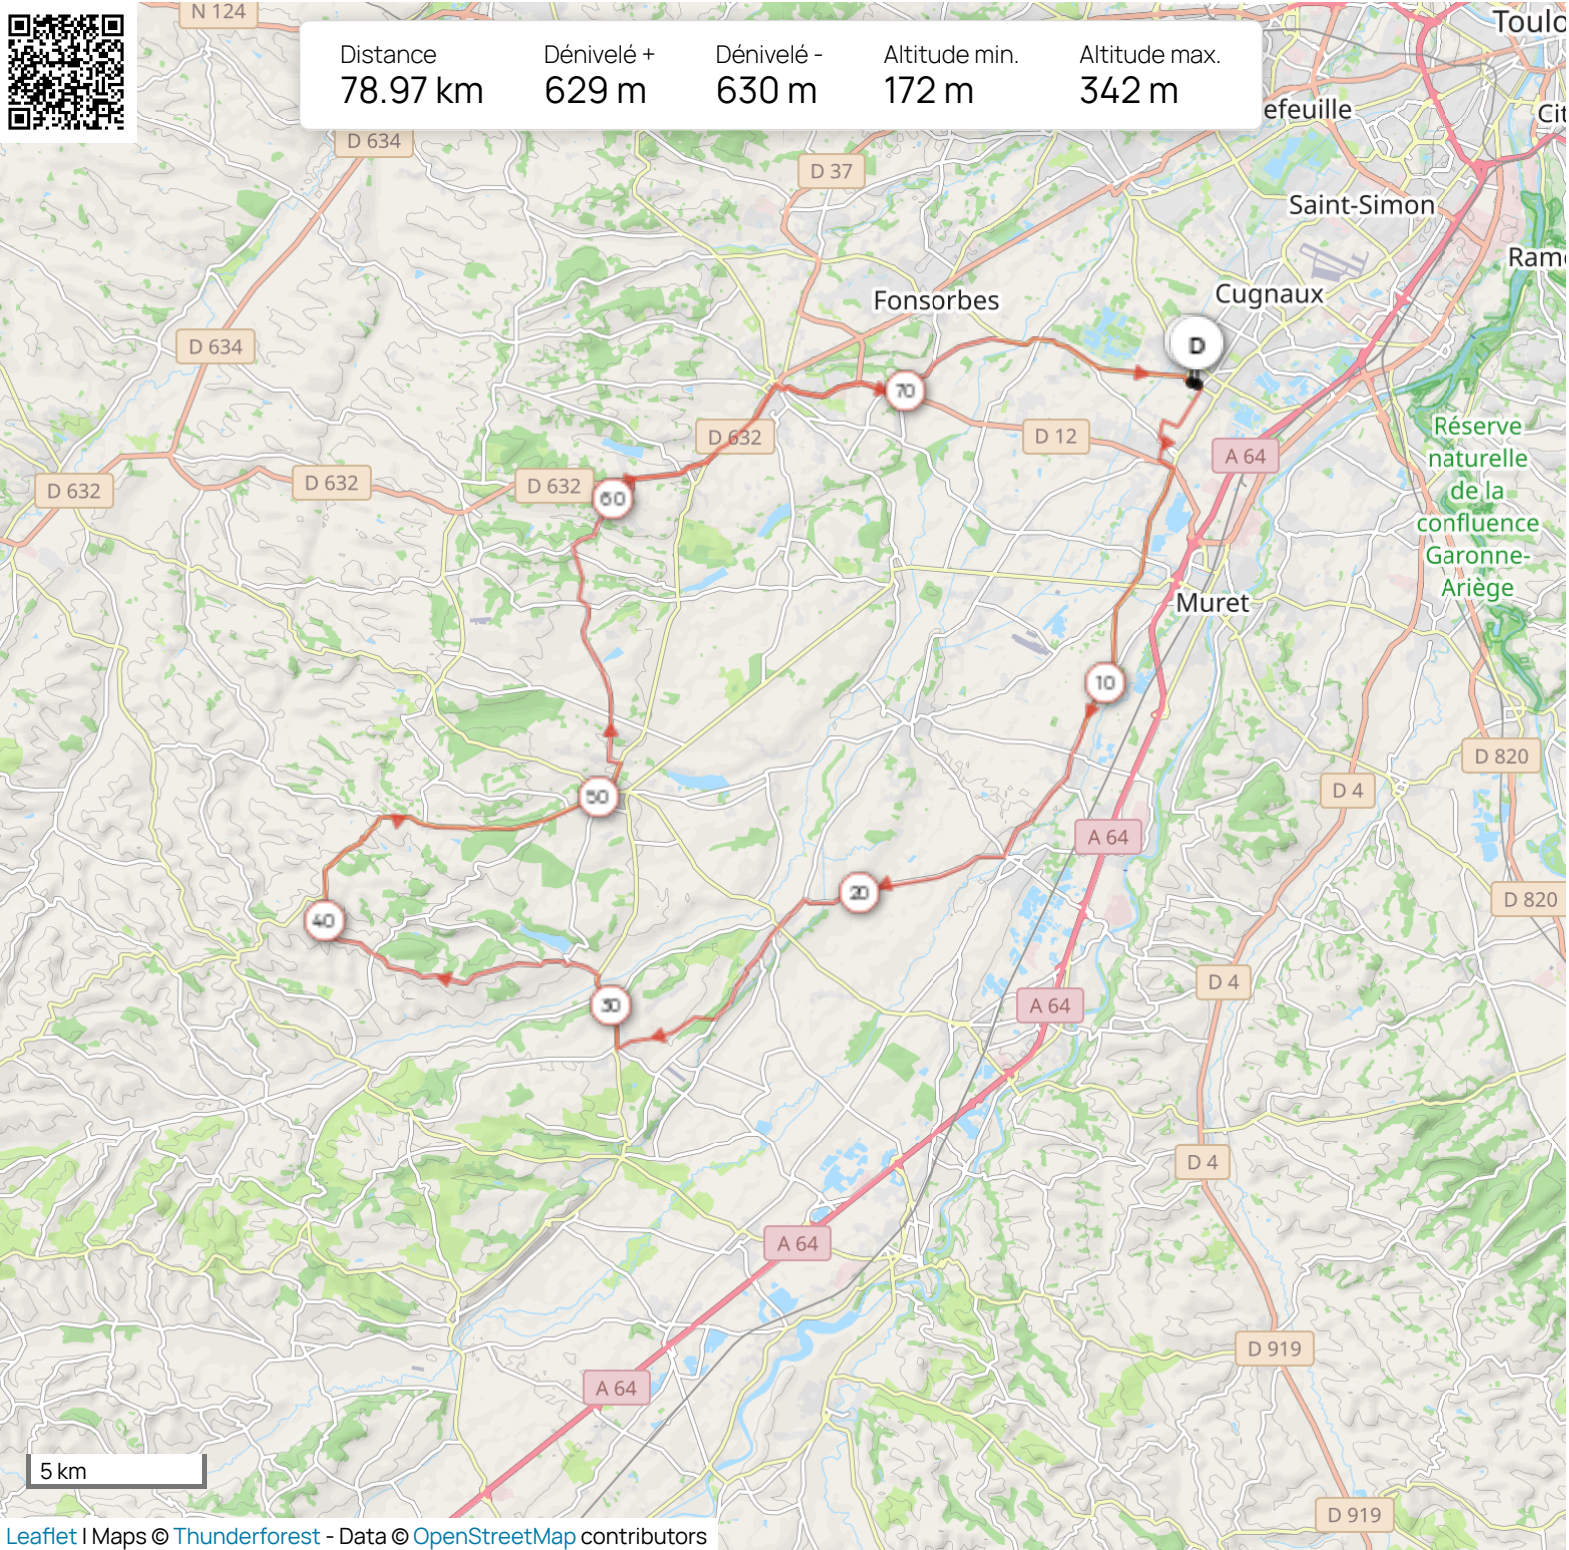 N 124
Toulo
Distance
78.97 km
Dénivelé +
629 m
Dénivelé -
630 m
Altitude min.
172 m
Altitude max.
342 m
efeuille
Cit
D 634
D 37
Saint-Simon
Ram
Cugnaux
Fonsorbes
D 634
D
70
D 632
D 12
A 64
Réserve
naturelle
de la
confluence
Garonne-
Ariège
D 632
D 632
D 632
60
Muret
10
D 820
D 4
50
A 64
20
D 820
40
D 4
30
A 64
D 4
A 64
D 919
A 64
5 km
D 919
Leaflet | Maps © Thunderforest - Data © OpenStreetMap contributors